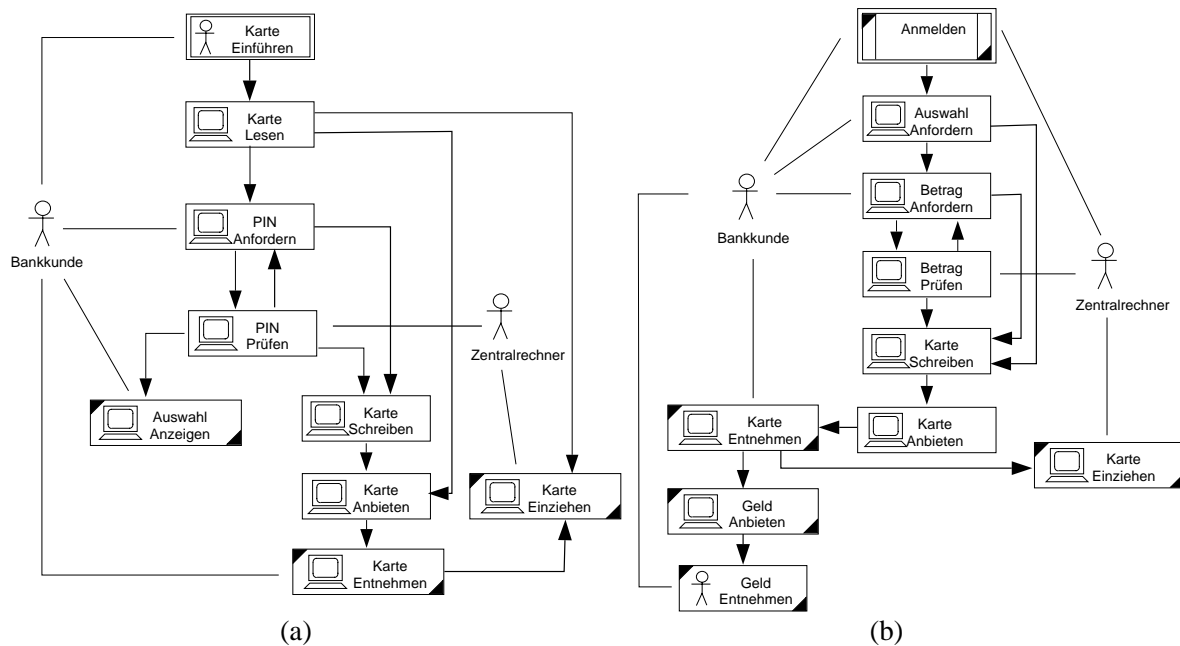 Karte
Einführen
Karte
Lesen
PIN
Anfordern
Bankkunde
PIN
Prüfen
Zentralrechner
Auswahl
Anzeigen
Karte
Schreiben
Karte
Anbieten
Karte
Einziehen
Karte
Entnehmen
(a)
Anmelden
Auswahl
Anfordern
Betrag
Anfordern
Bankkunde
Betrag
Prüfen
Zentralrechner
Karte
Schreiben
Karte
Entnehmen
Karte
Anbieten
Karte
Einziehen
Geld
Anbieten
Geld
Entnehmen
(b)